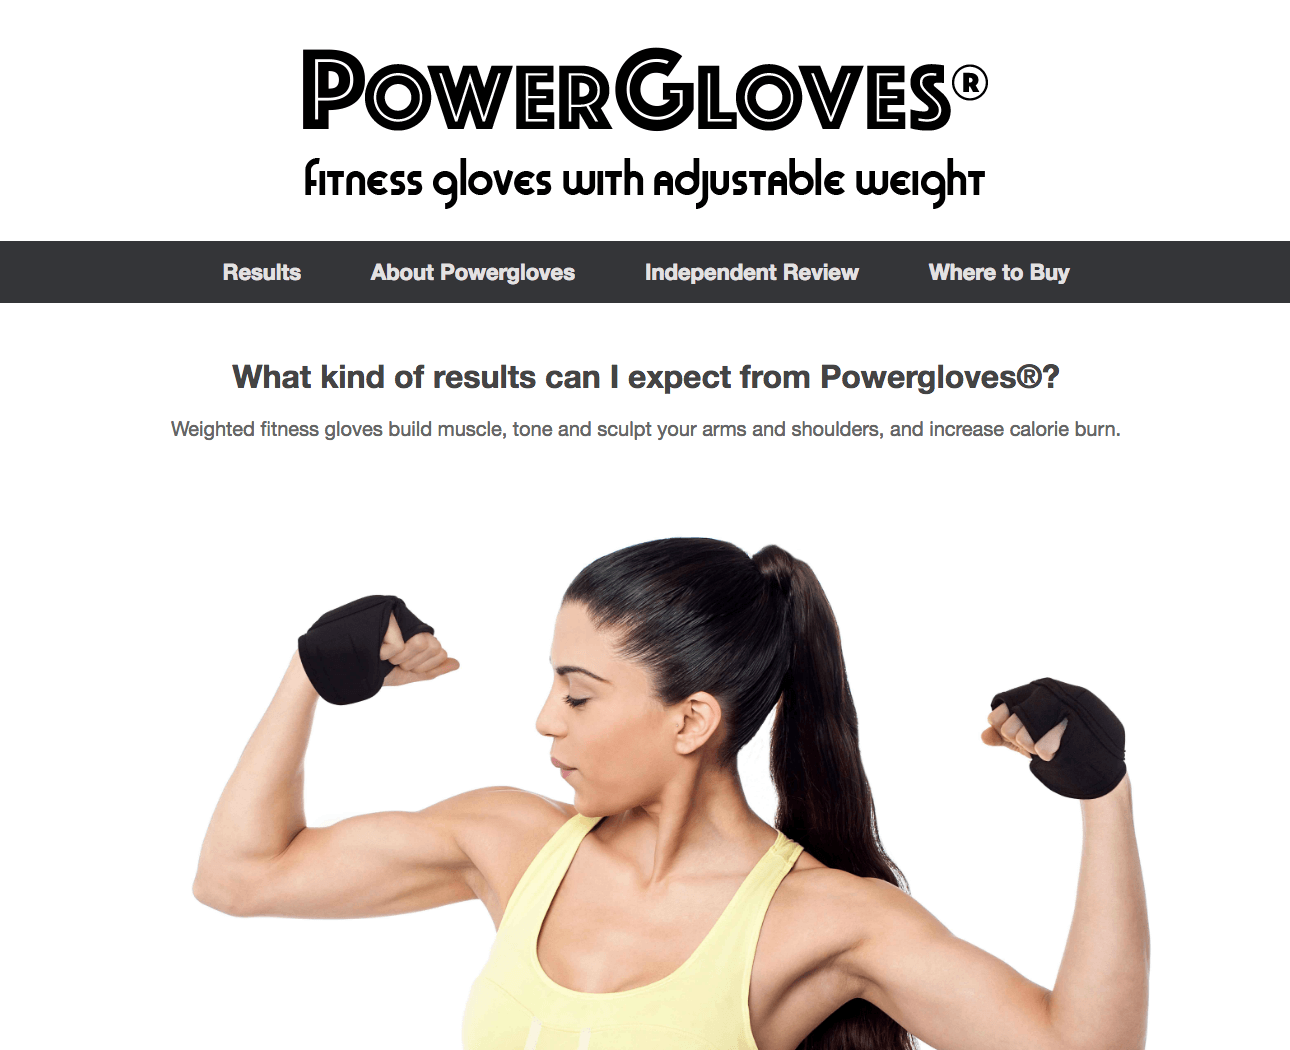 PowerGloves®
fitness gloves with adjustable weight
Results About Powergloves Independent Review Where to Buy
What kind of results can I expect from Powergloves®?
Weighted fitness gloves build muscle, tone and sculpt your arms and shoulders, and increase calorie burn.